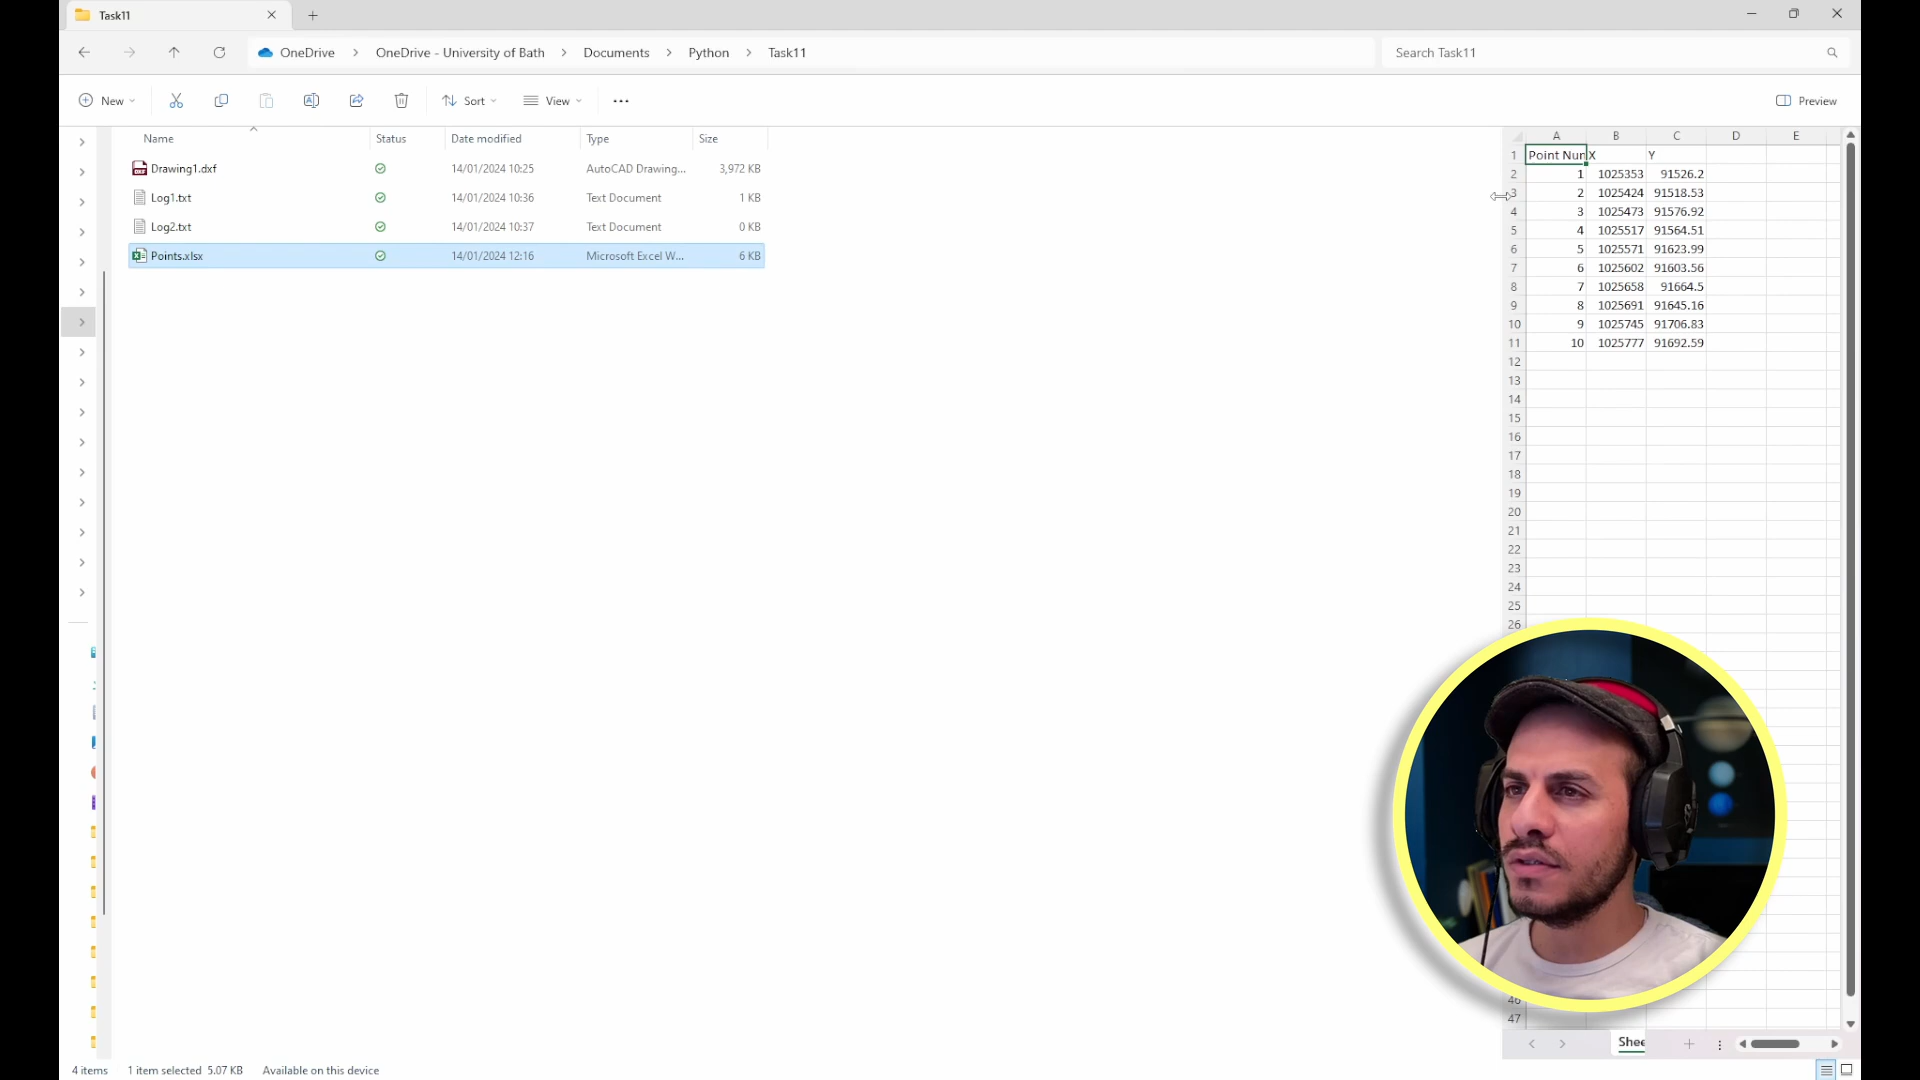 Task11
OneDrive
OneDrive - University of Bath
Documents
Python
Task11
Search Task11
New
Sort
View
Preview
Name Status Date modified Type Size
Drawing1.dxf 14/01/2024 10:25 AutoCAD Drawing... 3,972 KB
Log1.txt 14/01/2024 10:36 Text Document 1 KB
Log2.txt 14/01/2024 10:37 Text Document 0 KB
Points.xlsx 14/01/2024 12:16 Microsoft Excel W... 6 KB
A B C D E
1 Point Nun X Y
2 1 1025353 91526.2
3 2 1025424 91518.53
4 3 1025473 91576.92
5 4 1025517 91564.51
6 5 1025571 91623.99
7 6 1025602 91603.56
8 7 1025658 91664.5
9 8 1025691 91645.16
10 9 1025745 91706.83
11 10 1025777 91692.59
12
13
14
15
16
17
18
19
20
21
22
23
24
25
26
46
47
Shee
4 items 1 item selected 5.07 KB Available on this device